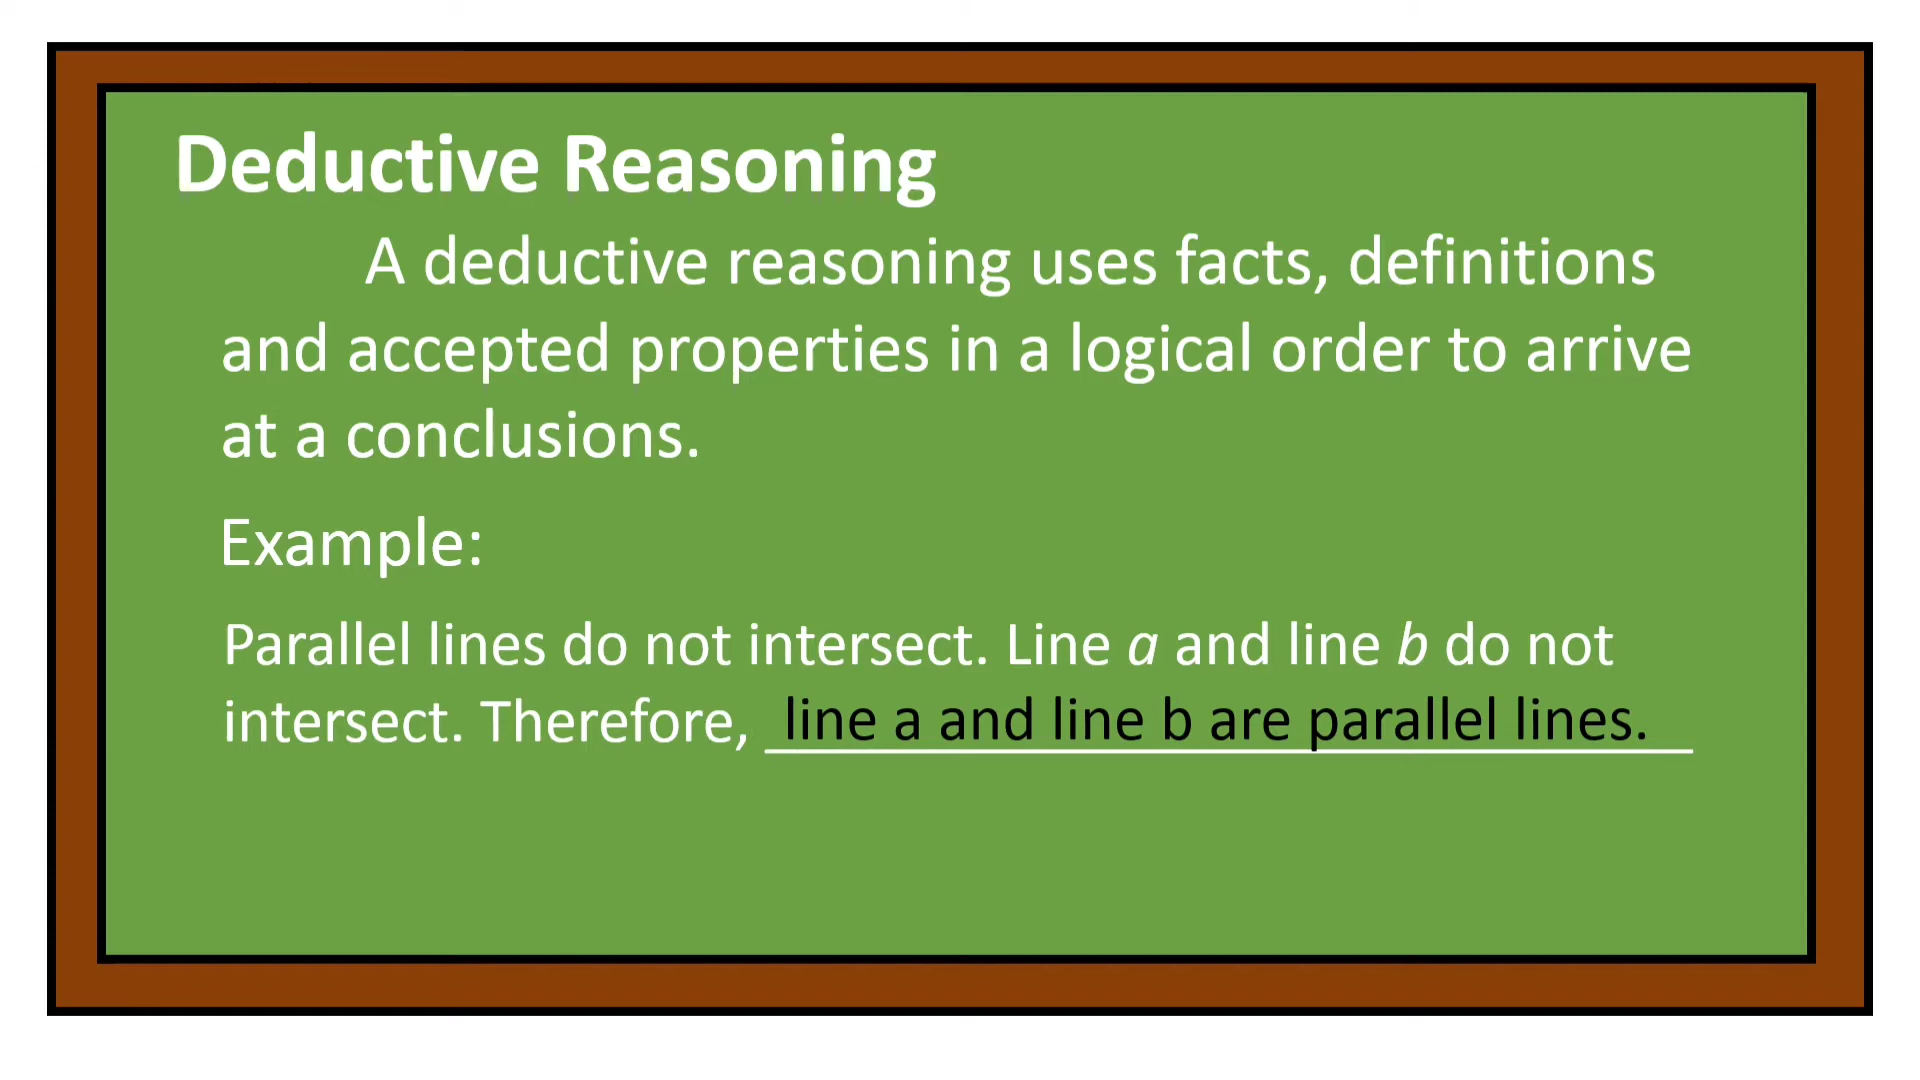 Deductive Reasoning
A deductive reasoning uses facts, definitions
and accepted properties in a logical order to arrive
at a conclusions.
Example:
Parallel lines do not intersect. Line a and line b do not
intersect. Therefore, line a and line b are parallel lines.